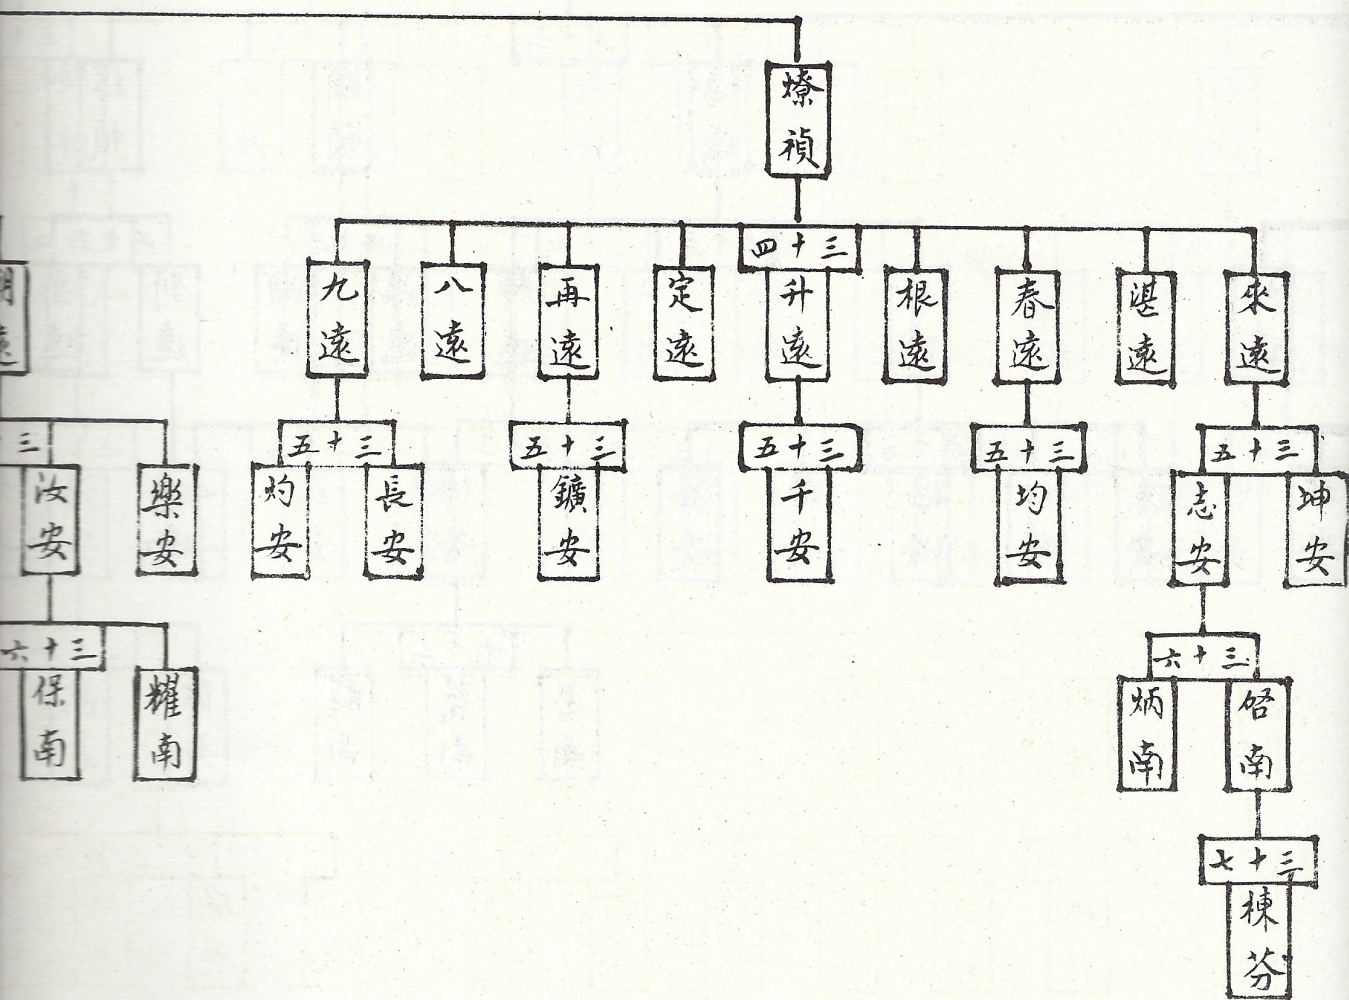 燎禎
三十四
來遠
湛遠
春遠
根遠
升遠
定遠
再遠
八遠
九遠
三十五
坤安
志安
三十五
均安
三十五
千安
三十五
鑛安
三十五
長安
灼安
樂安
三十
汝安
三十六
啓南
炳南
耀南
三十六
保南
三十七
棟芬